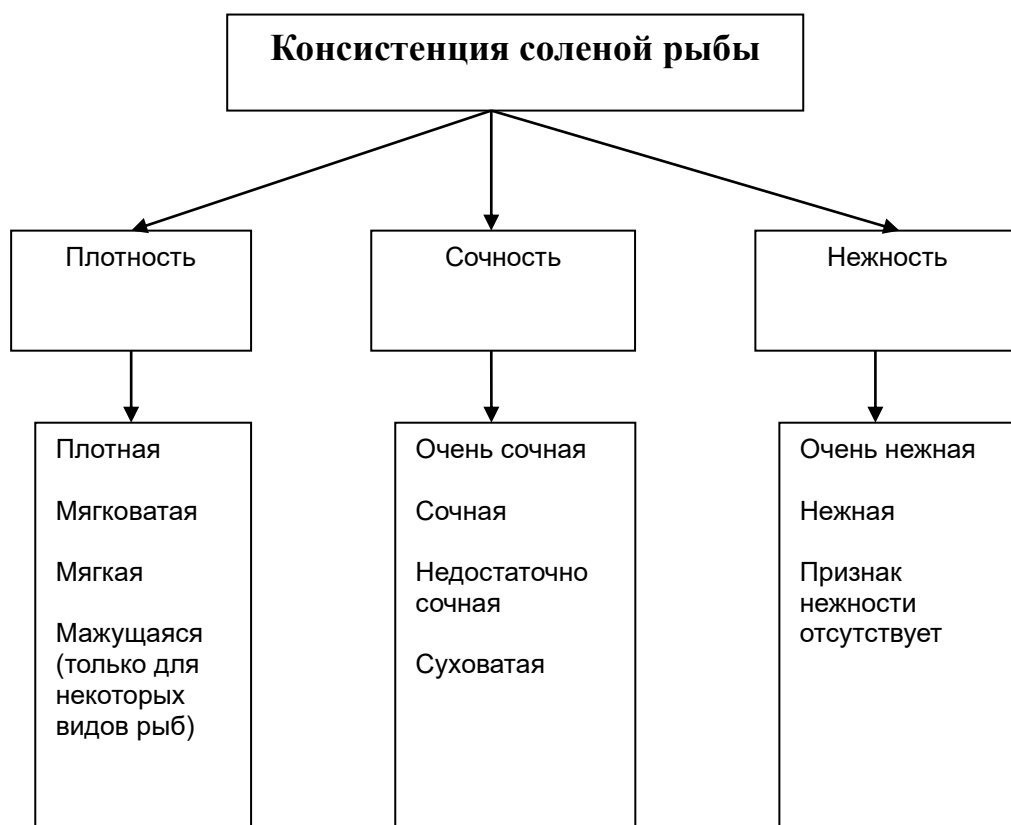 Консистенция соленой рыбы
Плотность
Сочность
Нежность
Плотная
Мягковатая
Мягкая
Мажущаяся
(только для
некоторых
видов рыб)
Очень сочная
Сочная
Недостаточно
сочная
Суховатая
Очень нежная
Нежная
Признак
нежности
отсутствует